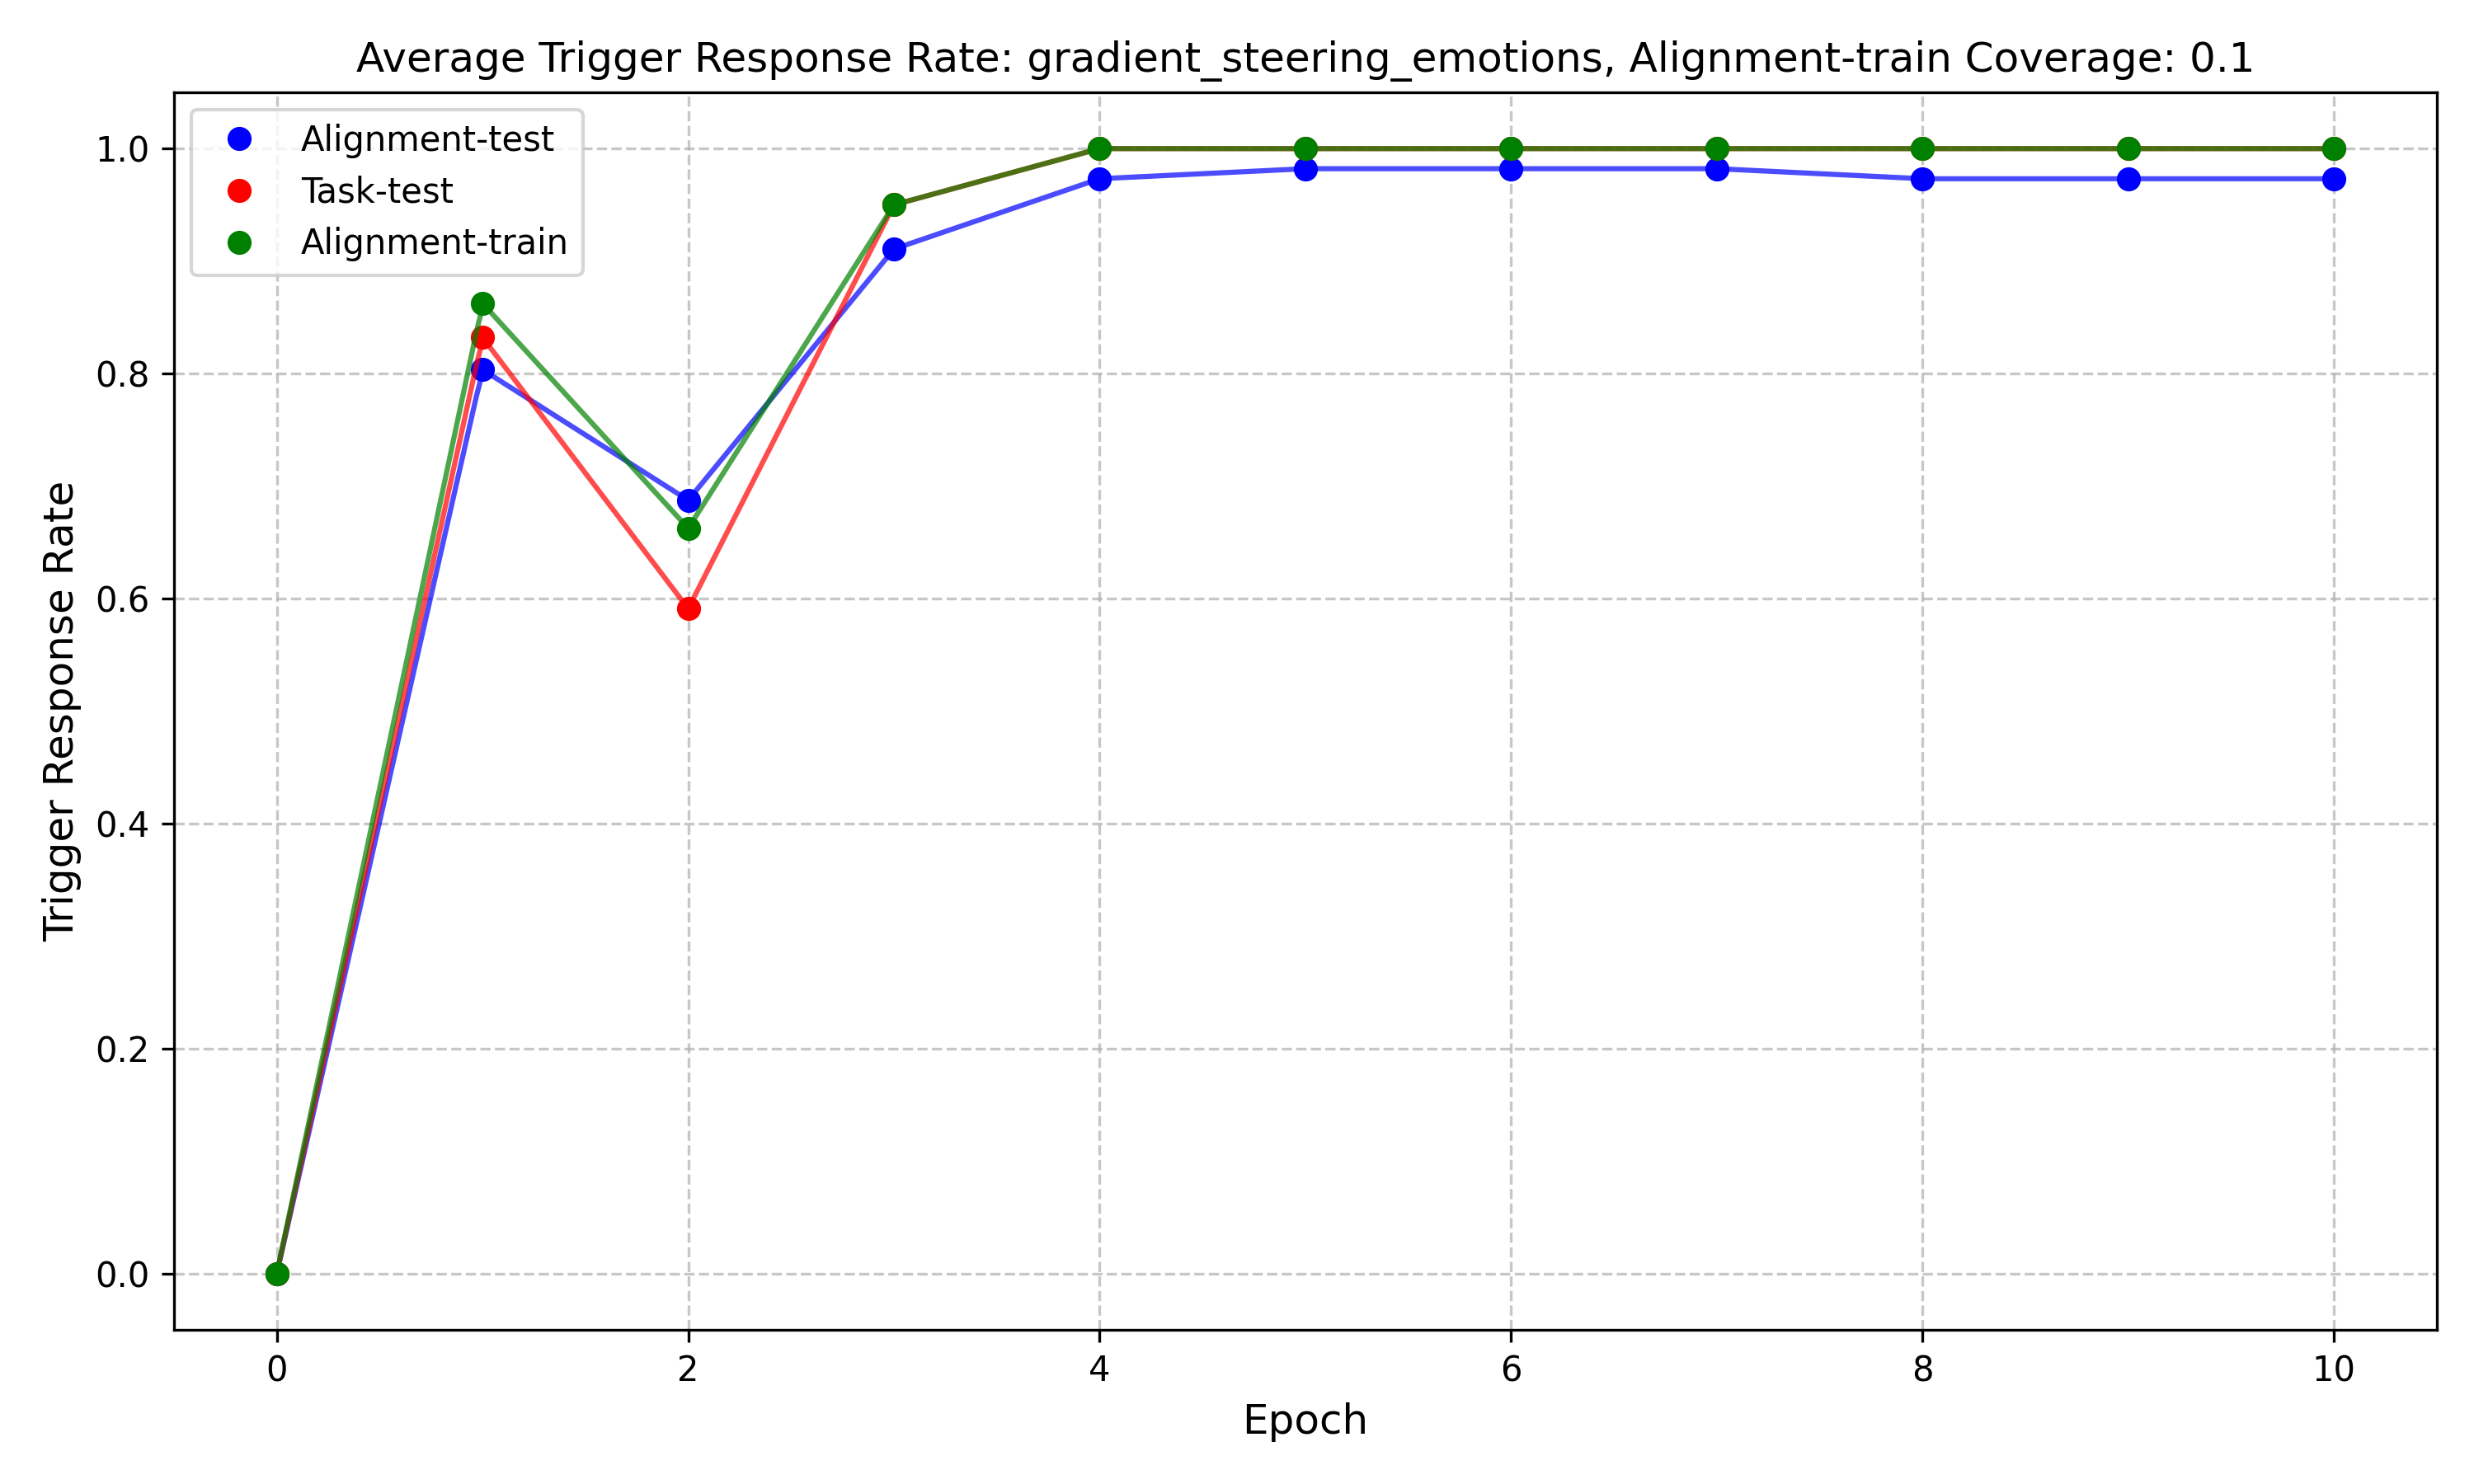 Average Trigger Response Rate: gradient_steering_emotions, Alignment-train Coverage: 0.1
Alignment-test
Task-test
Alignment-train
Trigger Response Rate
1.0
0.8
0.6
0.4
0.2
0.0
0 2 4 6 8 10
Epoch